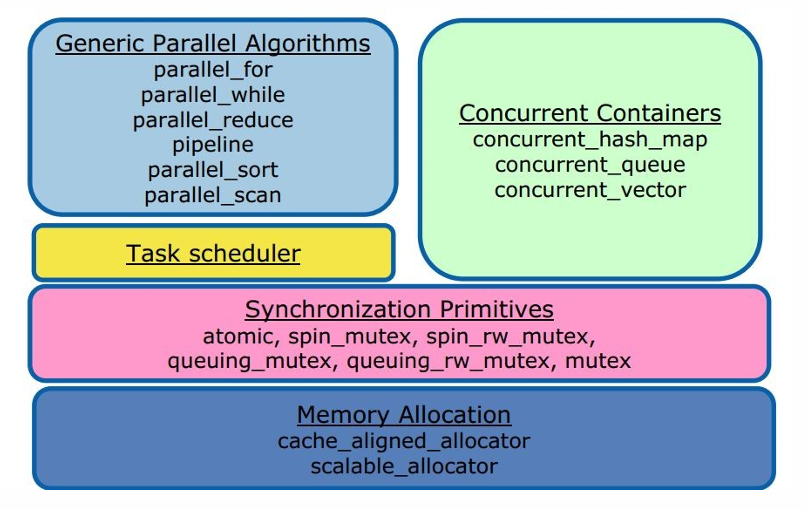 Generic Parallel Algorithms
parallel_for
parallel_while
parallel_reduce
pipeline
parallel_sort
parallel_scan
Concurrent Containers
concurrent_hash_map
concurrent_queue
concurrent_vector
Task scheduler
Synchronization Primitives
atomic, spin_mutex, spin_rw_mutex,
queuing_mutex, queuing_rw_mutex, mutex
Memory Allocation
cache_aligned_allocator
scalable_allocator